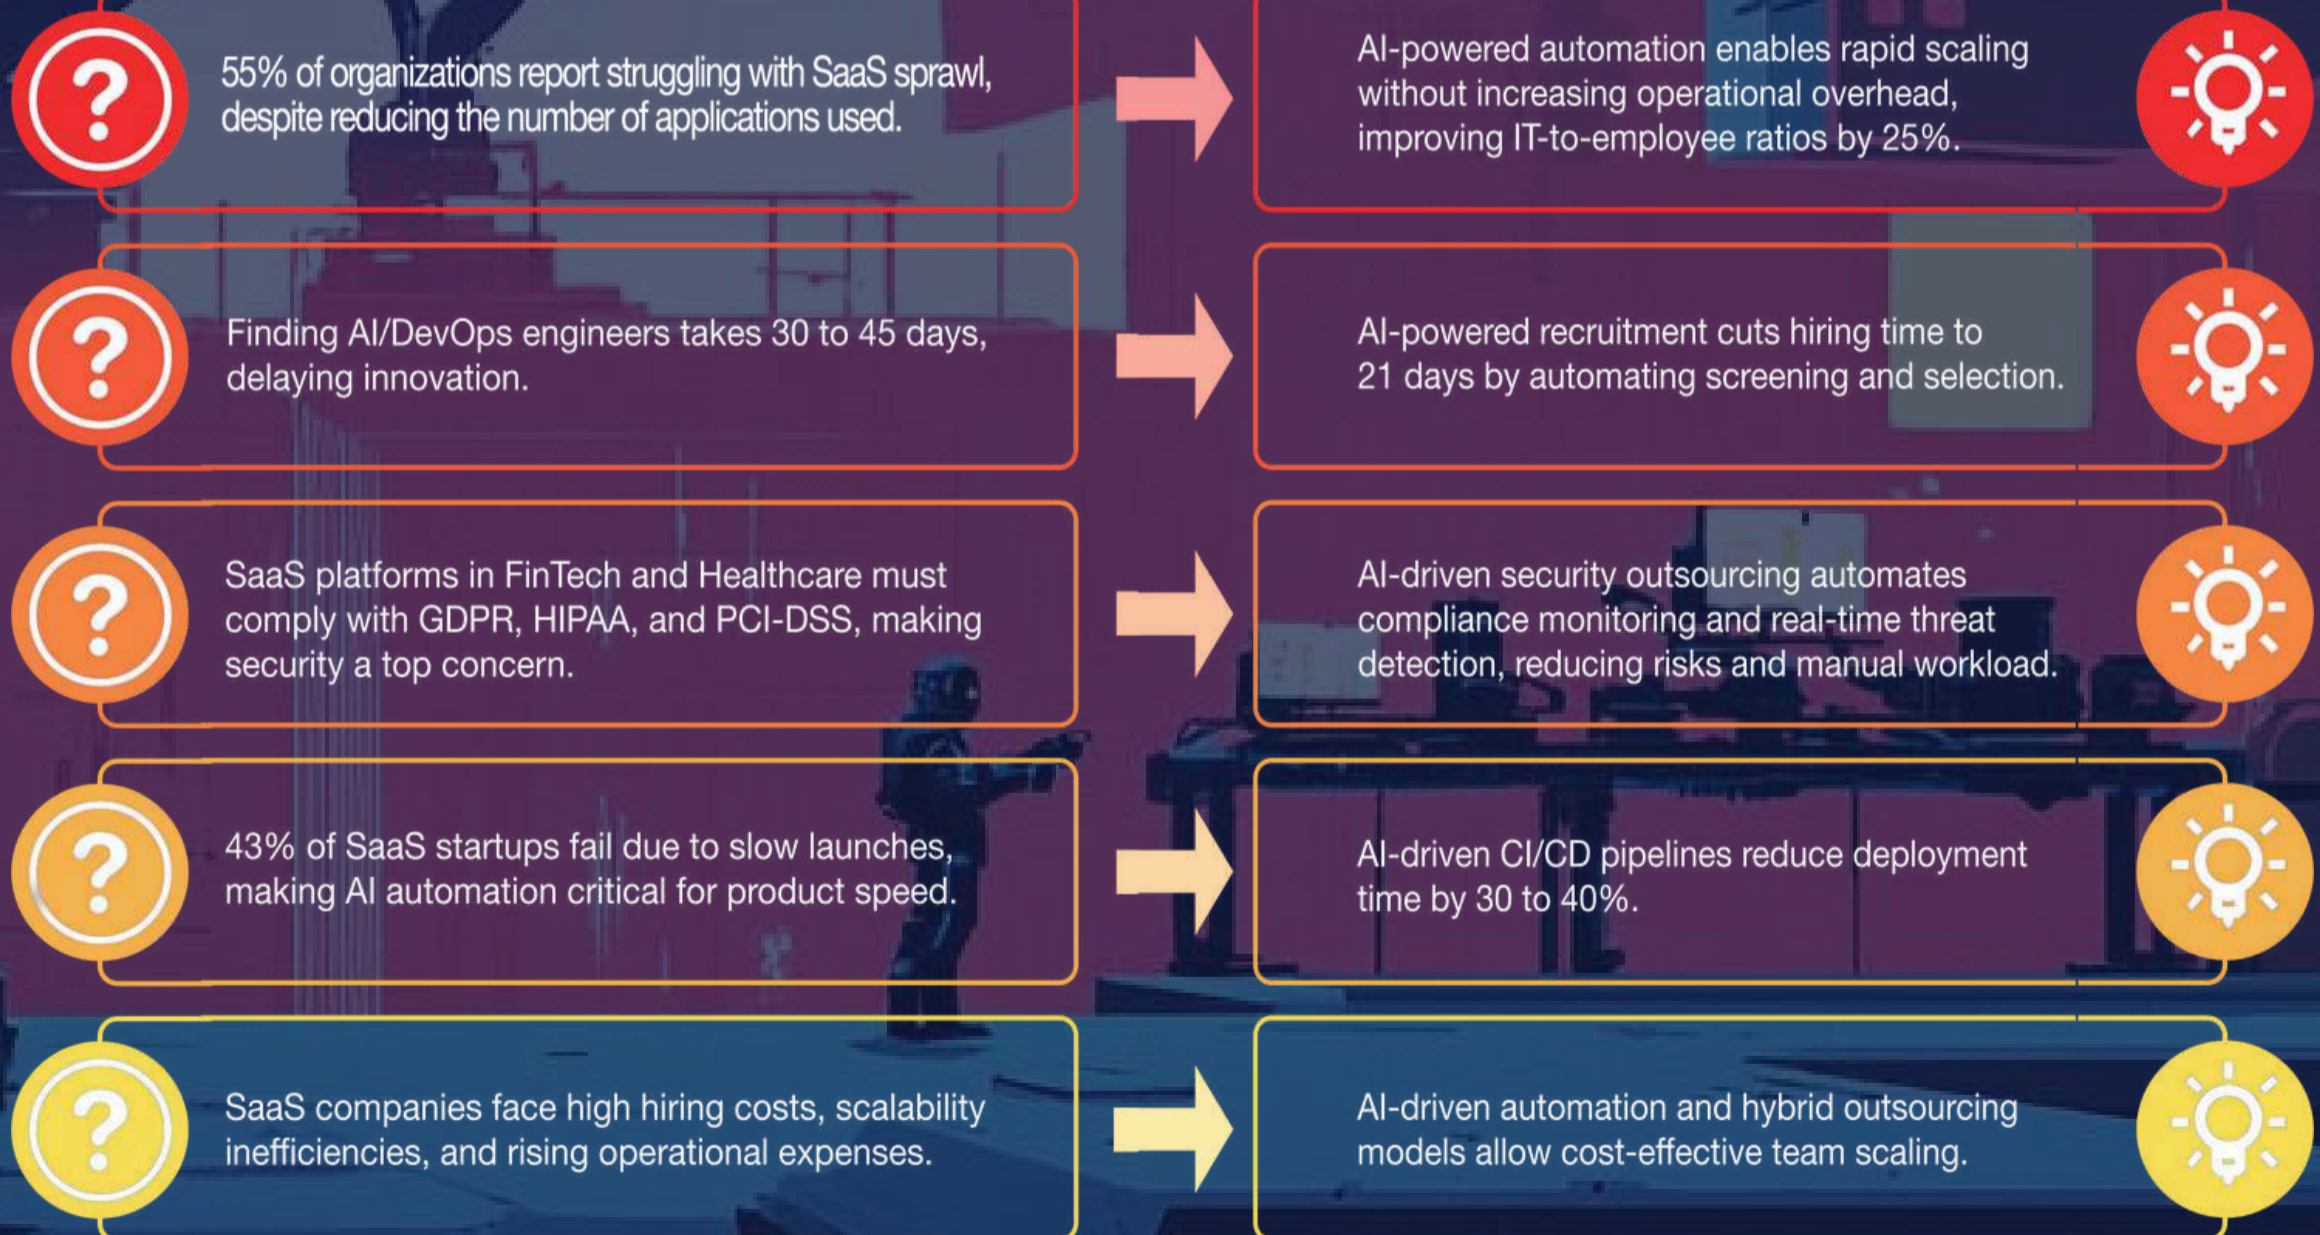 55% of organizations report struggling with SaaS sprawl,
despite reducing the number of applications used.
AI-powered automation enables rapid scaling
without increasing operational overhead,
improving IT-to-employee ratios by 25%.
Finding AI/DevOps engineers takes 30 to 45 days,
delaying innovation.
AI-powered recruitment cuts hiring time to
21 days by automating screening and selection.
SaaS platforms in FinTech and Healthcare must
comply with GDPR, HIPAA, and PCI-DSS, making
security a top concern.
AI-driven security outsourcing automates
compliance monitoring and real-time threat
detection, reducing risks and manual workload.
43% of SaaS startups fail due to slow launches,
making AI automation critical for product speed.
AI-driven CI/CD pipelines reduce deployment
time by 30 to 40%.
SaaS companies face high hiring costs, scalability
inefficiencies, and rising operational expenses.
AI-driven automation and hybrid outsourcing
models allow cost-effective team scaling.